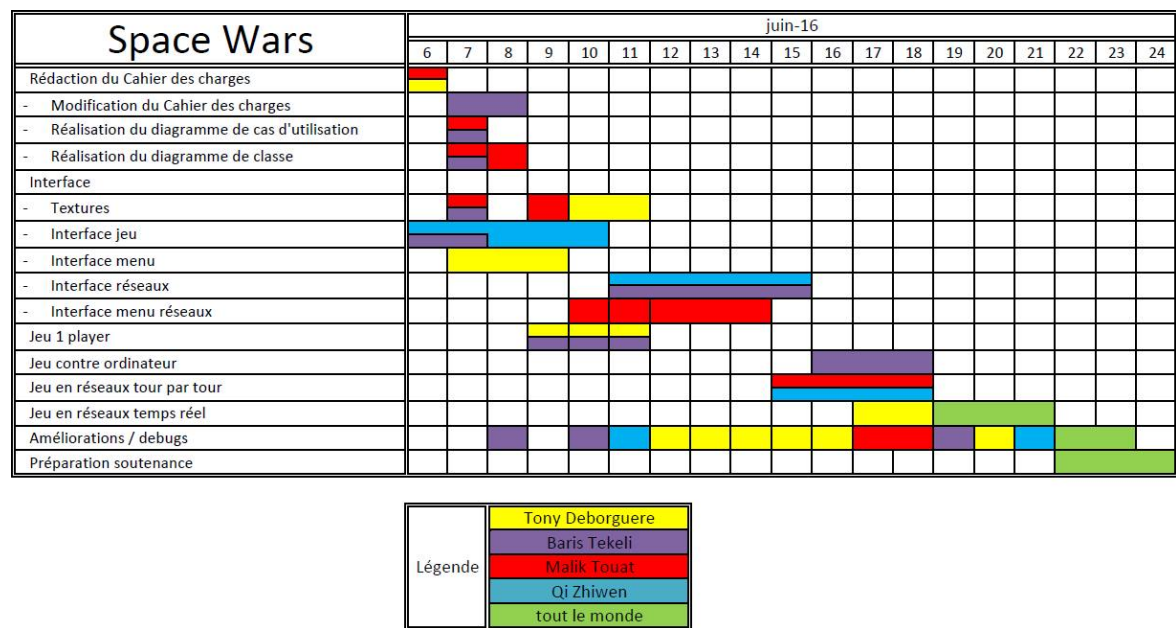 Space Wars
juin-16
6 7 8 9 10 11 12 13 14 15 16 17 18 19 20 21 22 23 24
Rédaction du Cahier des charges
- Modification du Cahier des charges
- Réalisation du diagramme de cas d'utilisation
- Réalisation du diagramme de classe
Interface
- Textures
- Interface jeu
- Interface menu
- Interface réseaux
- Interface menu réseaux
Jeu 1 player
Jeu contre ordinateur
Jeu en réseaux tour par tour
Jeu en réseaux temps réel
Améliorations / debugs
Préparation soutenance
Légende
Tony Deborguere
Baris Tekeli
Malik Touat
Qi Zhiwen
tout le monde